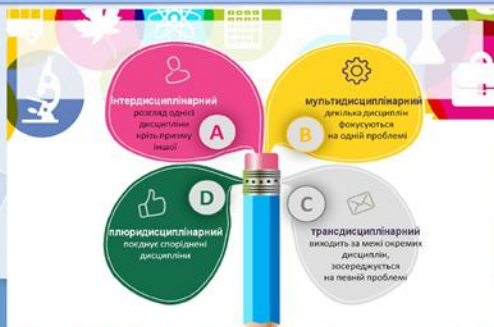 інтердисциплінарний
розгляд однієї
дисципліни
крізь призму
іншої
A
мультидисциплінарний
декілька дисциплін
фокусуються
на одній проблемі
B
D
плюридисциплінарний
поєднує споріднені
дисципліни
C
трансдисциплінарний
виходить за межі окремих
дисциплін,
зосереджується
на певній проблемі